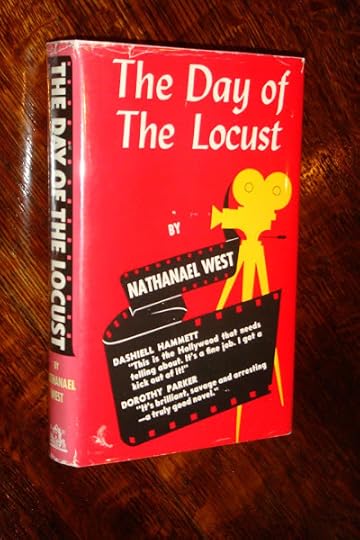 The Day of
The Locust
BY
NATHANAEL WEST
DASHIELL HAMMETT
"This is the Hollywood that needs
telling about. It's a fine job. I got a
kick out of it!"
DOROTHY PARKER
"It's brilliant, savage and arresting
—a truly good novel."
THE DAY OF THE LOCUST
BY
NATHANAEL
WEST